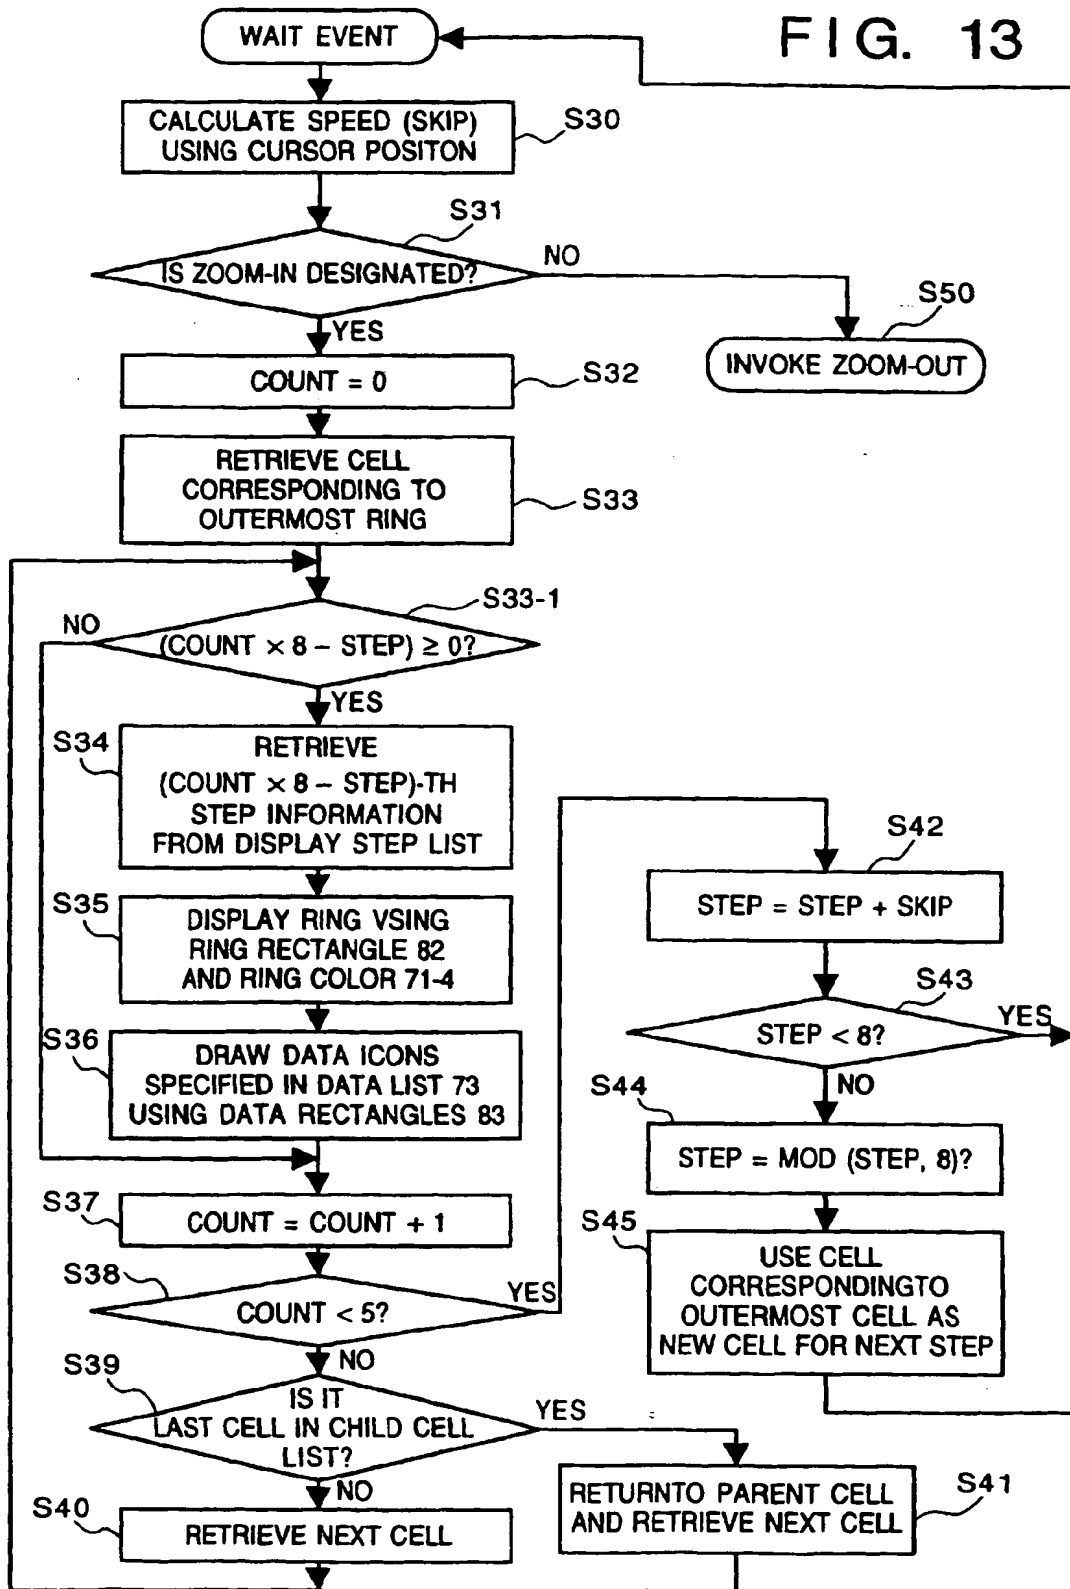 FIG. 13
WAIT EVENT
CALCULATE SPEED (SKIP)
USING CURSOR POSITON
S30
S31
IS ZOOM-IN DESIGNATED?
NO
YES
S50
INVOKE ZOOM-OUT
COUNT = 0
S32
RETRIEVE CELL
CORRESPONDING TO
OUTERMOST RING
S33
S33-1
NO
(COUNT × 8 – STEP) ≥ 0?
YES
S34
RETRIEVE
(COUNT × 8 – STEP)-TH
STEP INFORMATION
FROM DISPLAY STEP LIST
S35
DISPLAY RING VSING
RING RECTANGLE 82
AND RING COLOR 71-4
S36
DRAW DATA ICONS
SPECIFIED IN DATA LIST 73
USING DATA RECTANGLES 83
S37
COUNT = COUNT + 1
S38
COUNT < 5?
YES
NO
S39
IS IT
LAST CELL IN CHILD CELL
LIST?
YES
NO
S40
RETRIEVE NEXT CELL
S41
RETURNTO PARENT CELL
AND RETRIEVE NEXT CELL
S42
STEP = STEP + SKIP
S43
STEP < 8?
YES
NO
S44
STEP = MOD (STEP, 8)?
S45
USE CELL
CORRESPONDINGTO
OUTERMOST CELL AS
NEW CELL FOR NEXT STEP